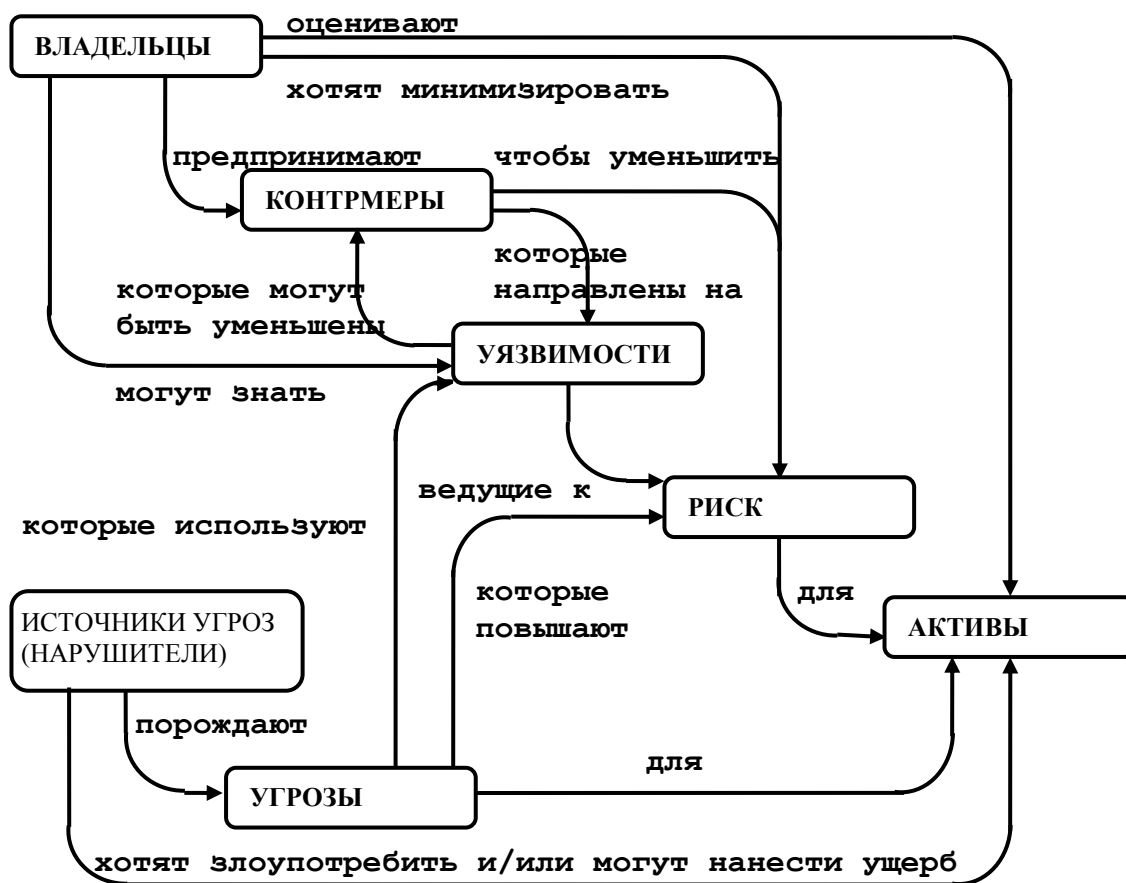 оценивают
ВЛАДЕЛЬЦЫ
хотят минимизировать
предпринимают
чтобы уменьшить
КОНТРМЕРЫ
которые
направлены на
которые могут
быть уменьшены
УЯЗВИМОСТИ
могут знать
ведущие к
РИСК
которые используют
которые
повышают
для
ИСТОЧНИКИ УГРОЗ
(НАРУШИТЕЛИ)
АКТИВЫ
порождают
для
УГРОЗЫ
хотят злоупотребить и/или могут нанести ущерб